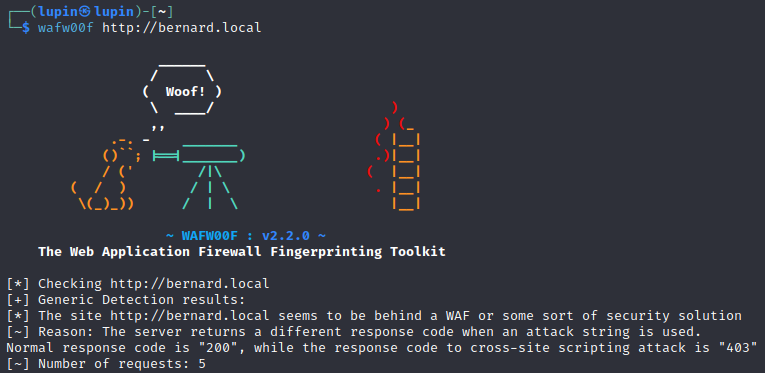 (lupin㉿lupin)-[~]
$ wafw00f http://bernard.local
Woof!
~ WAFW00F : v2.2.0 ~
The Web Application Firewall Fingerprinting Toolkit
[*] Checking http://bernard.local
[+] Generic Detection results:
[*] The site http://bernard.local seems to be behind a WAF or some sort of security solution
[~] Reason: The server returns a different response code when an attack string is used.
Normal response code is "200", while the response code to cross-site scripting attack is "403"
[~] Number of requests: 5